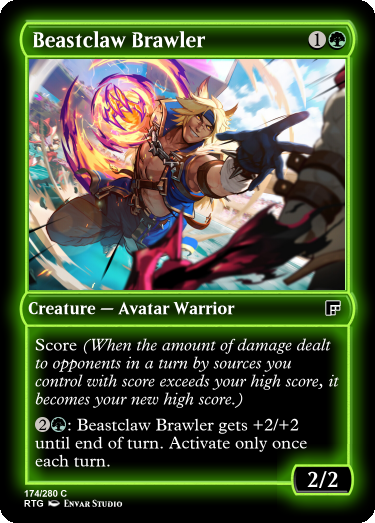 Beastclaw Brawler 1
Creature — Avatar Warrior
Score (When the amount of damage dealt
to opponents in a turn by sources you
control with score exceeds your high score, it
becomes your new high score.)
2: Beastclaw Brawler gets +2/+2
until end of turn. Activate only once
each turn.
2/2
174/280 C
RTG Envar Studio